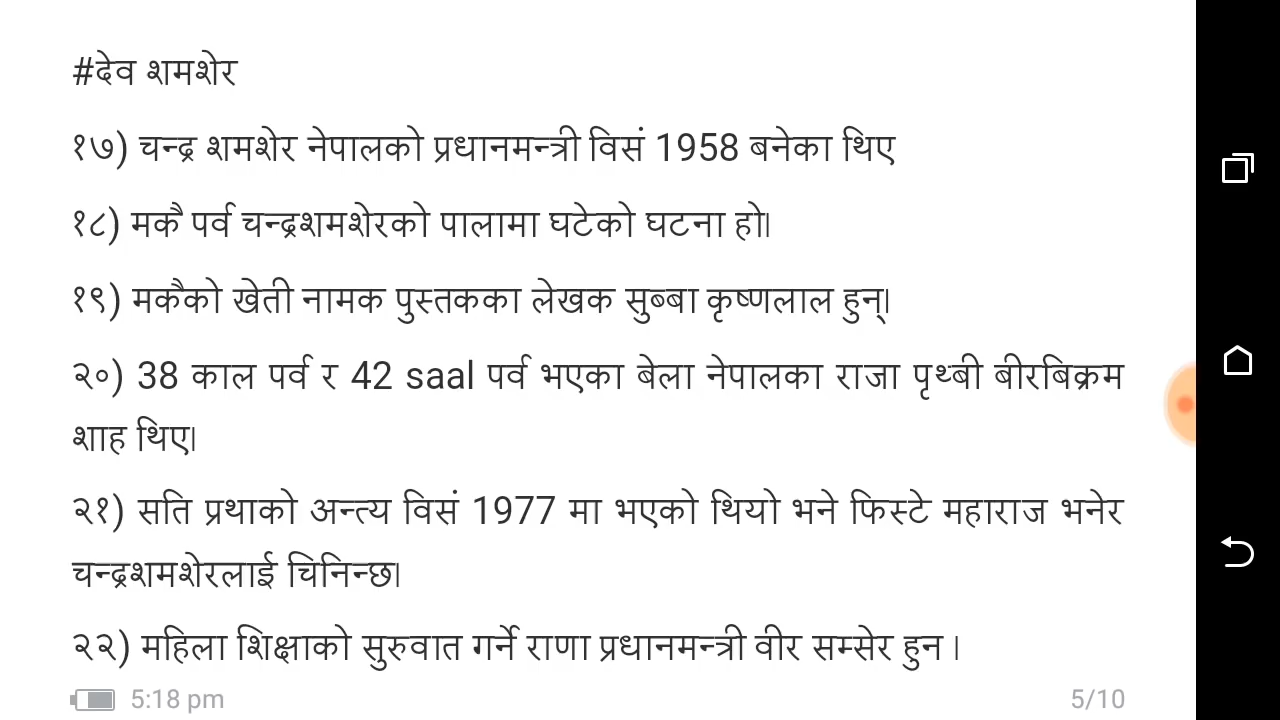 #देव शमशेर
१७) चन्द्र शमशेर नेपालको प्रधानमन्त्री विसं 1958 बनेका थिए
१८) मकै पर्व चन्द्रशमशेरको पालामा घटेको घटना हो।
१९) मकैको खेती नामक पुस्तकका लेखक सुब्बा कृष्णलाल हुन्।
२०) 38 काल पर्व र 42 saal पर्व भएका बेला नेपालका राजा पृथ्बी बीरबिक्रम
शाह थिए।
२१) सति प्रथाको अन्त्य विसं 1977 मा भएको थियो भने फिस्टे महाराज भनेर
चन्द्रशमशेरलाई चिनिन्छ।
२२) महिला शिक्षाको सुरुवात गर्ने राणा प्रधानमन्त्री वीर सम्सेर हुन ।
5:18 pm 5/10